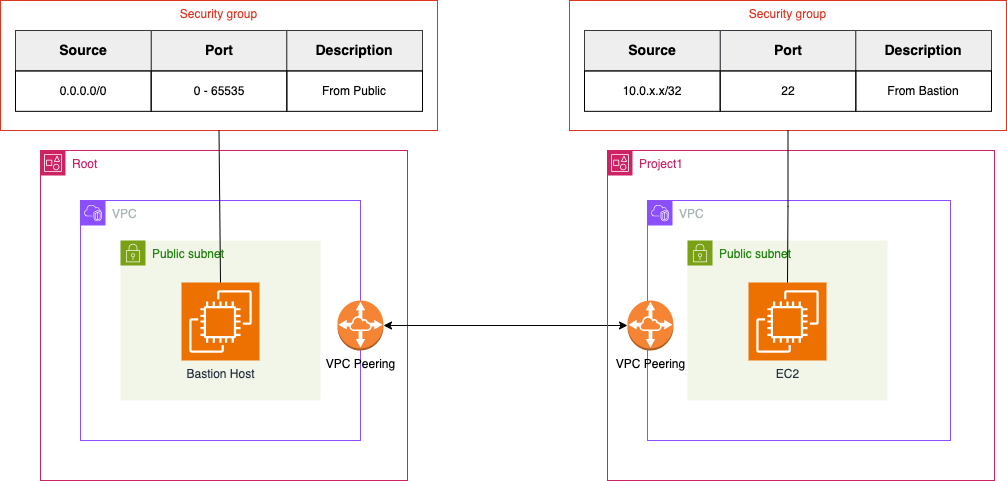 Security group
Source Port Description
0.0.0.0/0 0 - 65535 From Public
Security group
Source Port Description
10.0.x.x/32 22 From Bastion
Root
VPC
Public subnet
Bastion Host
VPC Peering
Project1
VPC
Public subnet
VPC Peering
EC2